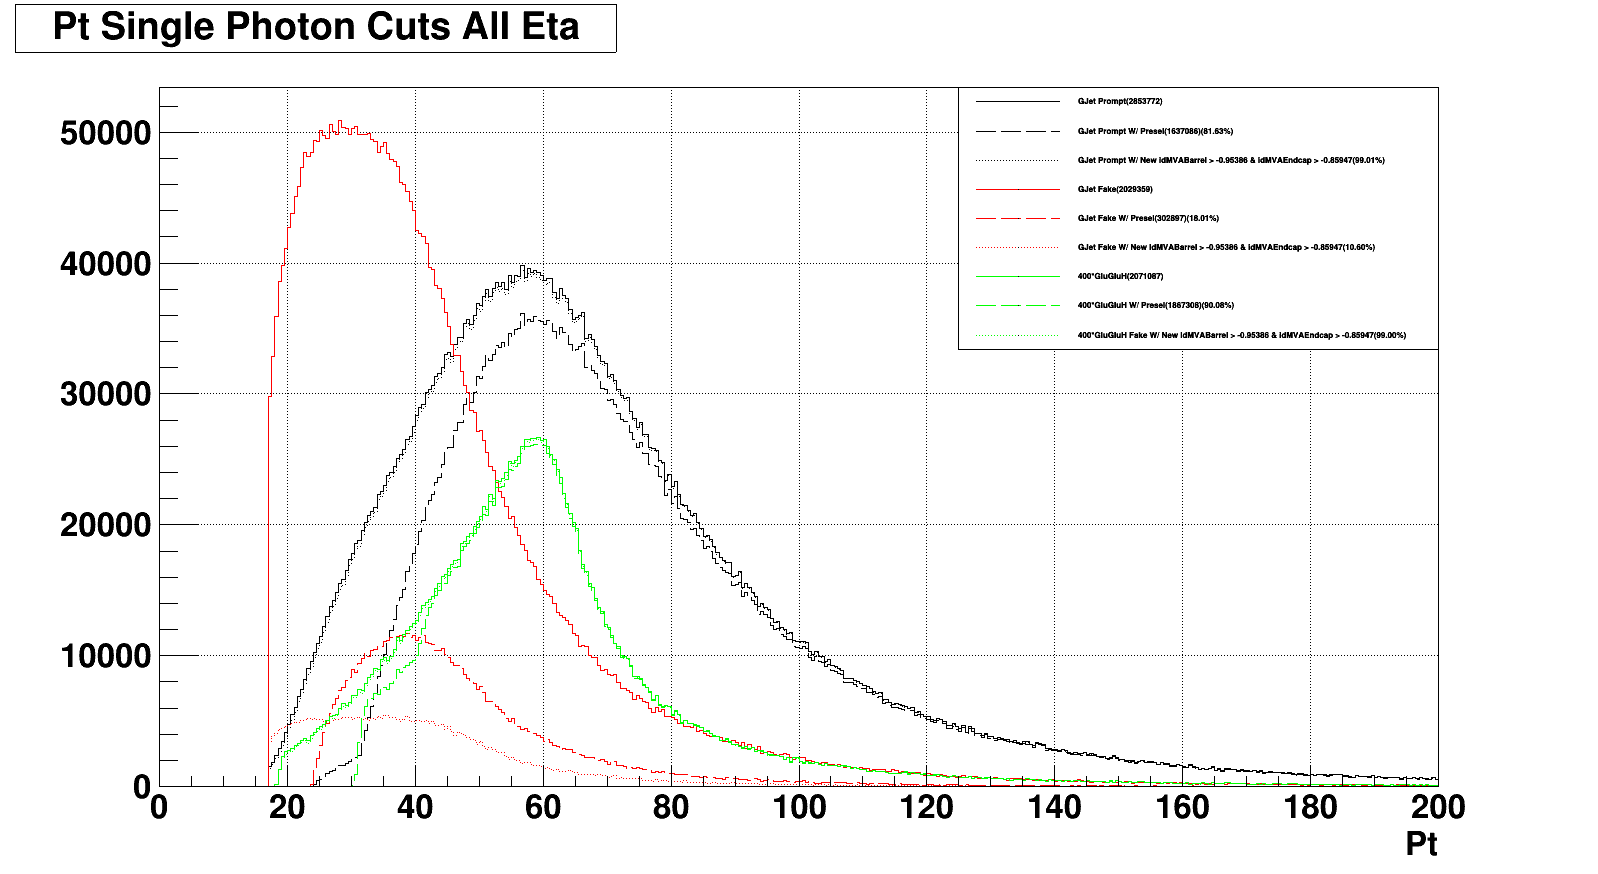 Pt Single Photon Cuts All Eta
GJet Prompt(2853772)
GJet Prompt W/ Presel(1637086)(81.63%)
GJet Prompt W/ New idMVABarrel > -0.95386 & idMVAEndcap > -0.85947(99.01%)
GJet Fake(2029359)
GJet Fake W/ Presel(302897)(18.01%)
GJet Fake W/ New idMVABarrel > -0.95386 & idMVAEndcap > -0.85947(10.60%)
400*GluGluH(2071087)
400*GluGluH W/ Presel(1867308)(90.08%)
400*GluGluH Fake W/ New idMVABarrel > -0.95386 & idMVAEndcap > -0.85947(99.00%)
50000
40000
30000
20000
10000
0
0 20 40 60 80 100 120 140 160 180 200
Pt